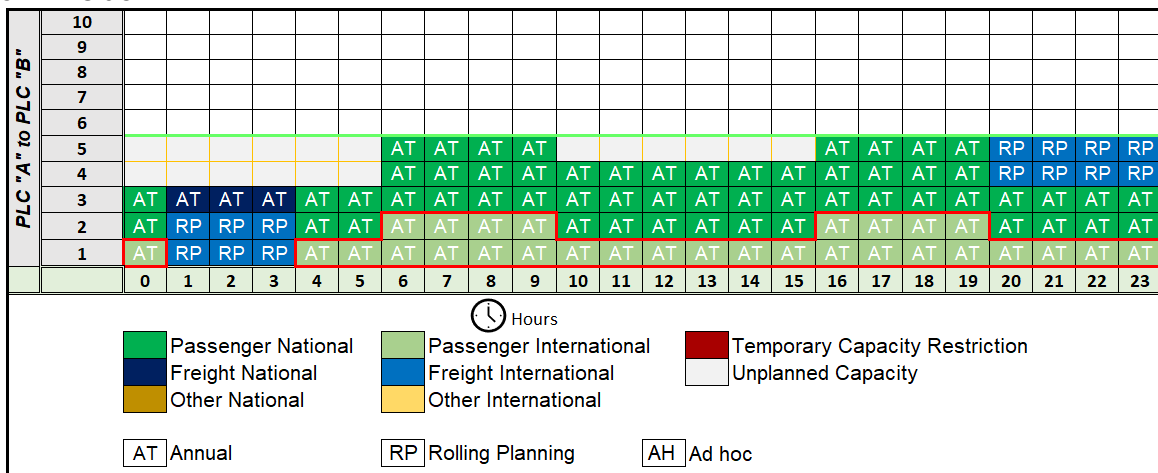 PLC "A" to PLC "B"
10
9
8
7
6
5 AT AT AT AT AT AT AT AT RP RP RP RP
4 AT AT AT AT AT AT AT AT AT AT AT AT AT AT RP RP RP RP
3 AT AT AT AT AT AT AT AT AT AT AT AT AT AT AT AT AT AT AT AT AT AT AT AT
2 AT RP RP RP AT AT AT AT AT AT AT AT AT AT AT AT AT AT AT AT AT AT AT AT
1 AT RP RP RP AT AT AT AT AT AT AT AT AT AT AT AT AT AT AT AT AT AT AT AT
0 1 2 3 4 5 6 7 8 9 10 11 12 13 14 15 16 17 18 19 20 21 22 23
Hours
Passenger National Passenger International Temporary Capacity Restriction
Freight National Freight International Unplanned Capacity
Other National Other International
AT Annual RP Rolling Planning AH Ad hoc